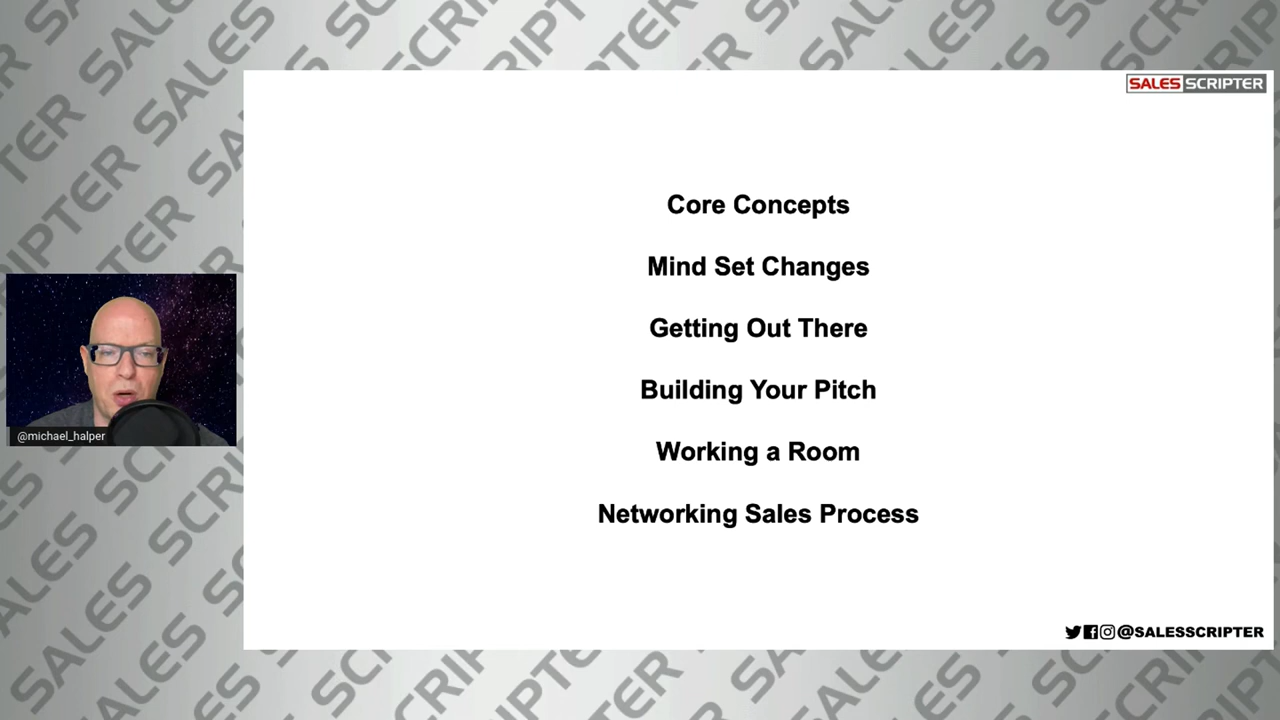 SALES SCRIPTER
Core Concepts
Mind Set Changes
Getting Out There
Building Your Pitch
Working a Room
Networking Sales Process
@michael_halper
@SALESSCRIPTER